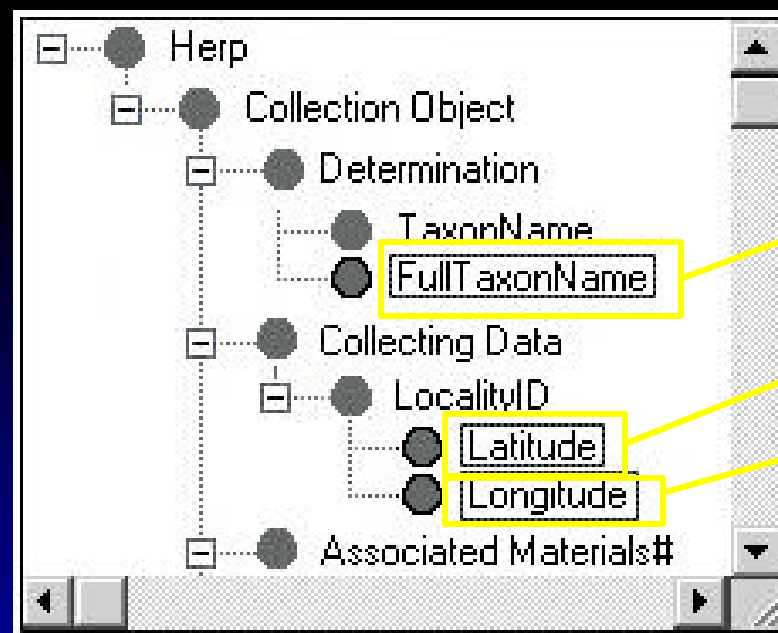 Herp
Collection Object
Determination
TaxonName
FullTaxonName
Collecting Data
LocalityID
Latitude
Longitude
Associated Materials#